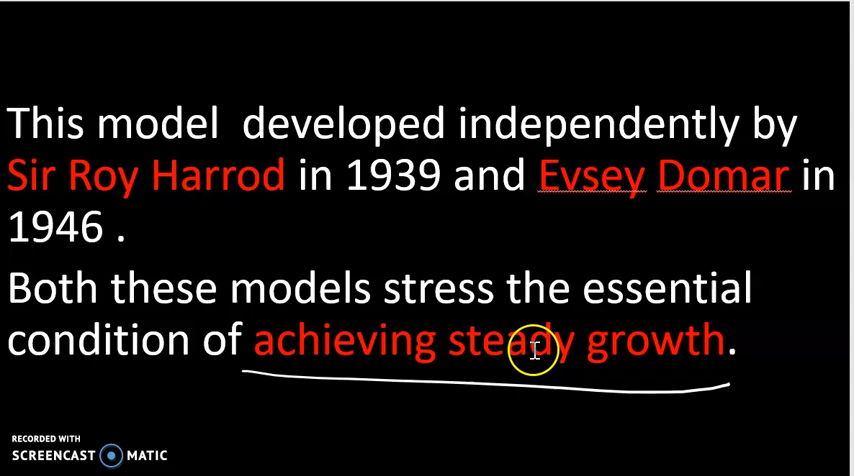 This model developed independently by
Sir Roy Harrod in 1939 and Evsey Domar in
1946 .
Both these models stress the essential
condition of achieving steady growth.
RECORDED WITH
SCREENCAST MATIC